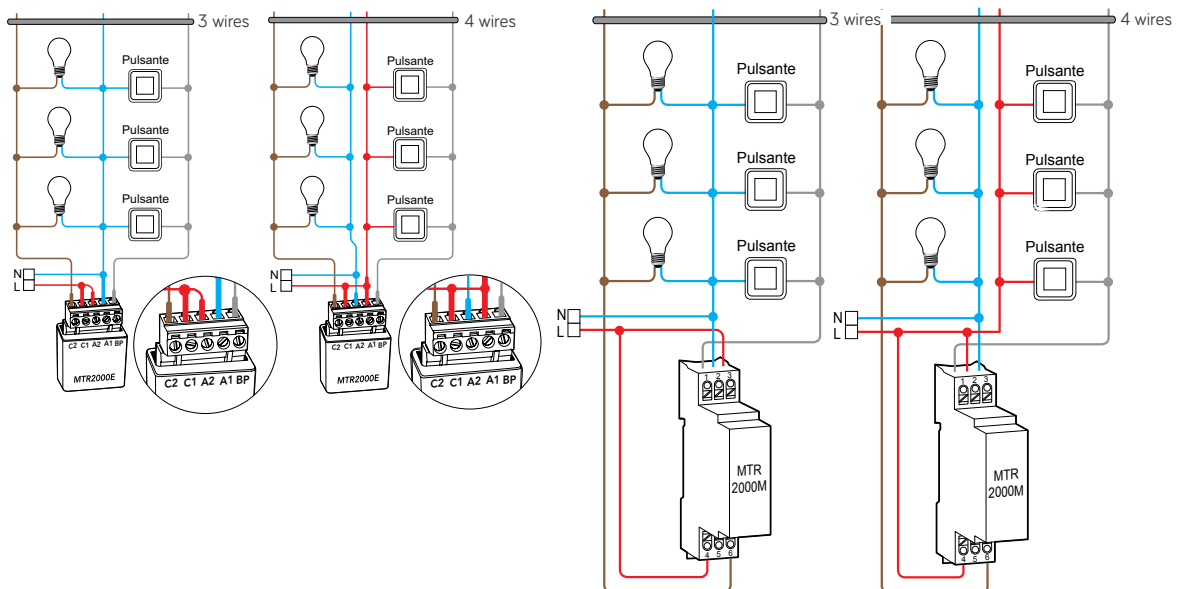 3 wires
4 wires
3 wires
4 wires
Pulsante
Pulsante
Pulsante
Pulsante
Pulsante
Pulsante
Pulsante
Pulsante
Pulsante
Pulsante
Pulsante
Pulsante
N
L
C2 C1 A2 A1 BP
MTR2000E
C2 C1 A2 A1 BP
N
L
C2 C1 A2 A1 BP
MTR2000E
C2 C1 A2 A1 BP
N
L
1 2 3
MTR
2000M
4 5 6
N
L
1 2 3
MTR
2000M
4 5 6